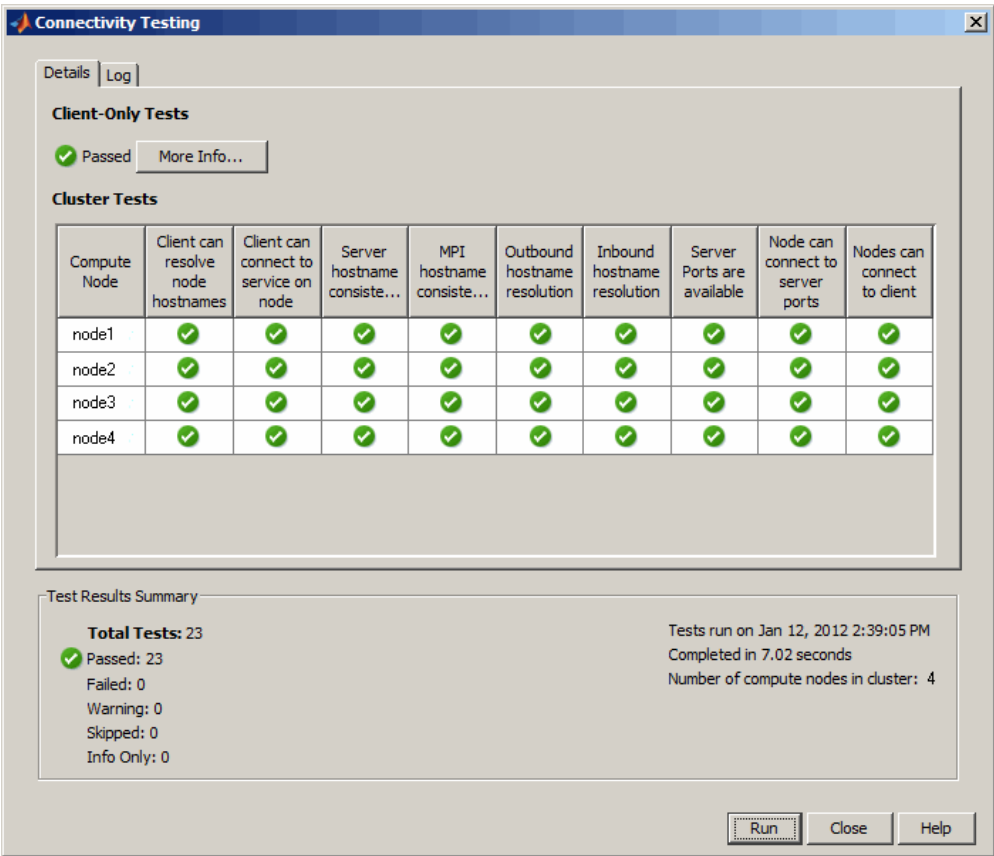 Connectivity Testing
Details
Log
Client-Only Tests
Passed
More Info...
Cluster Tests
Compute Node
Client can resolve node hostnames
Client can connect to service on node
Server hostname consiste...
MPI hostname consiste...
Outbound hostname resolution
Inbound hostname resolution
Server Ports are available
Node can connect to server ports
Nodes can connect to client
node1
node2
node3
node4
Test Results Summary
Total Tests: 23
Passed: 23
Failed: 0
Warning: 0
Skipped: 0
Info Only: 0
Tests run on Jan 12, 2012 2:39:05 PM
Completed in 7.02 seconds
Number of compute nodes in cluster: 4
Run
Close
Help